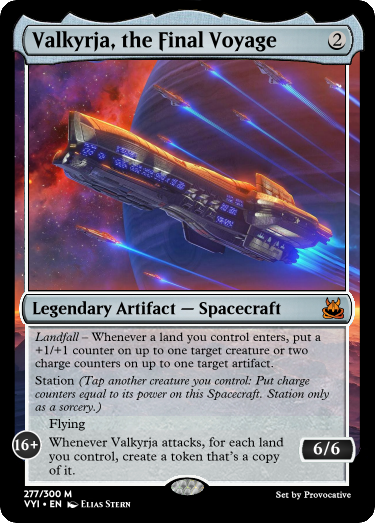 Valkyrja, the Final Voyage 2
Legendary Artifact — Spacecraft
Landfall – Whenever a land you control enters, put a
+1/+1 counter on up to one target creature or two
charge counters on up to one target artifact.
Station (Tap another creature you control: Put charge
counters equal to its power on this Spacecraft. Station only
as a sorcery.)
Flying
16+
Whenever Valkyrja attacks, for each land
you control, create a token that's a copy
of it.
6/6
277/300 M
VYI • EN Elias Stern
Set by Provocative